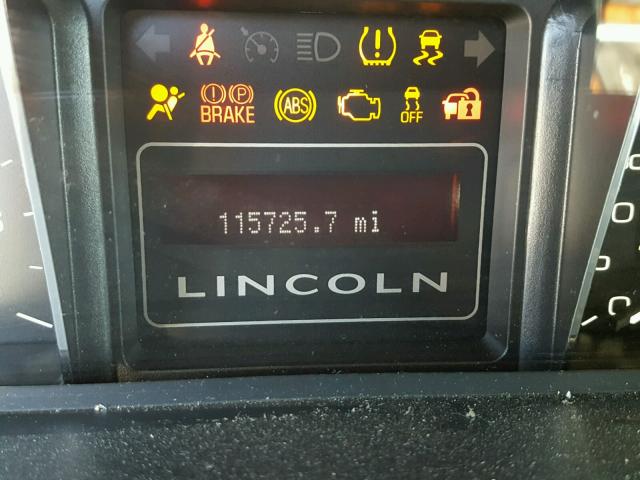 P
BRAKE
ABS
OFF
115725.7 mi
LINCOLN